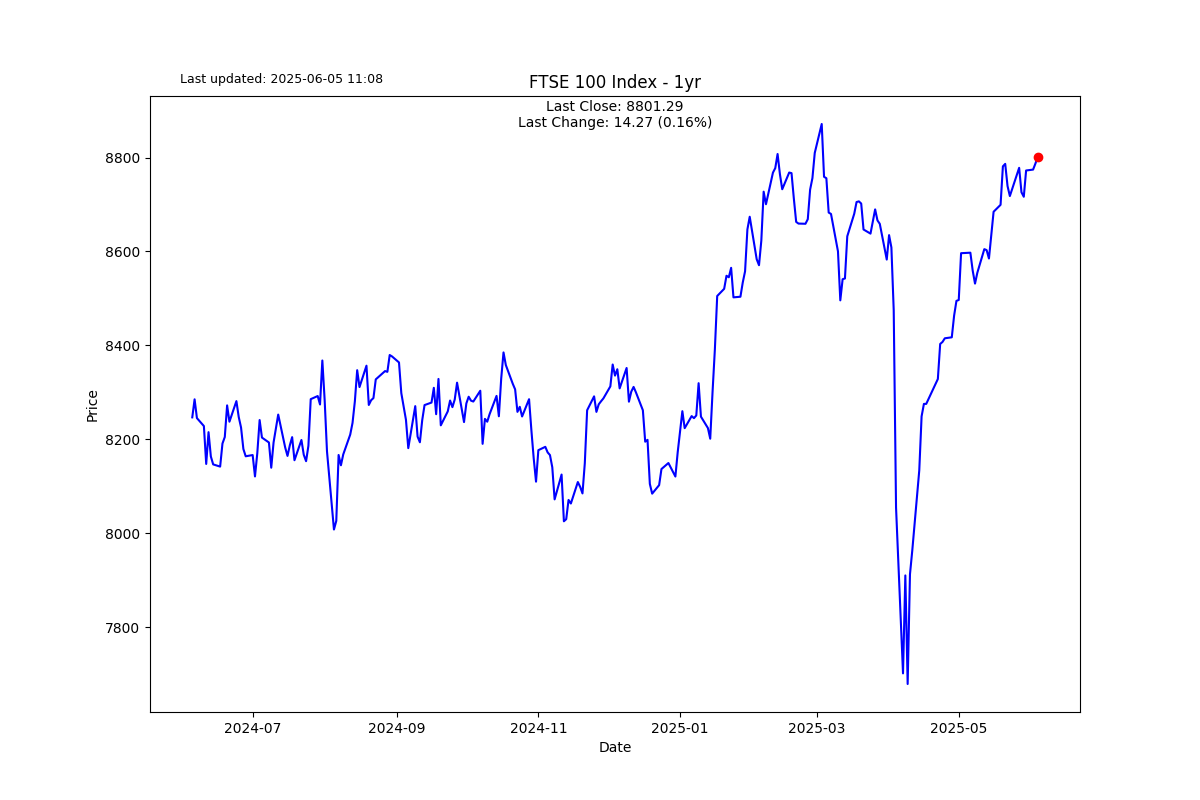 Last updated: 2025-06-05 11:08
FTSE 100 Index - 1yr
Last Close: 8801.29
Last Change: 14.27 (0.16%)
Price
8800
8600
8400
8200
8000
7800
2024-07
2024-09
2024-11
2025-01
2025-03
2025-05
Date